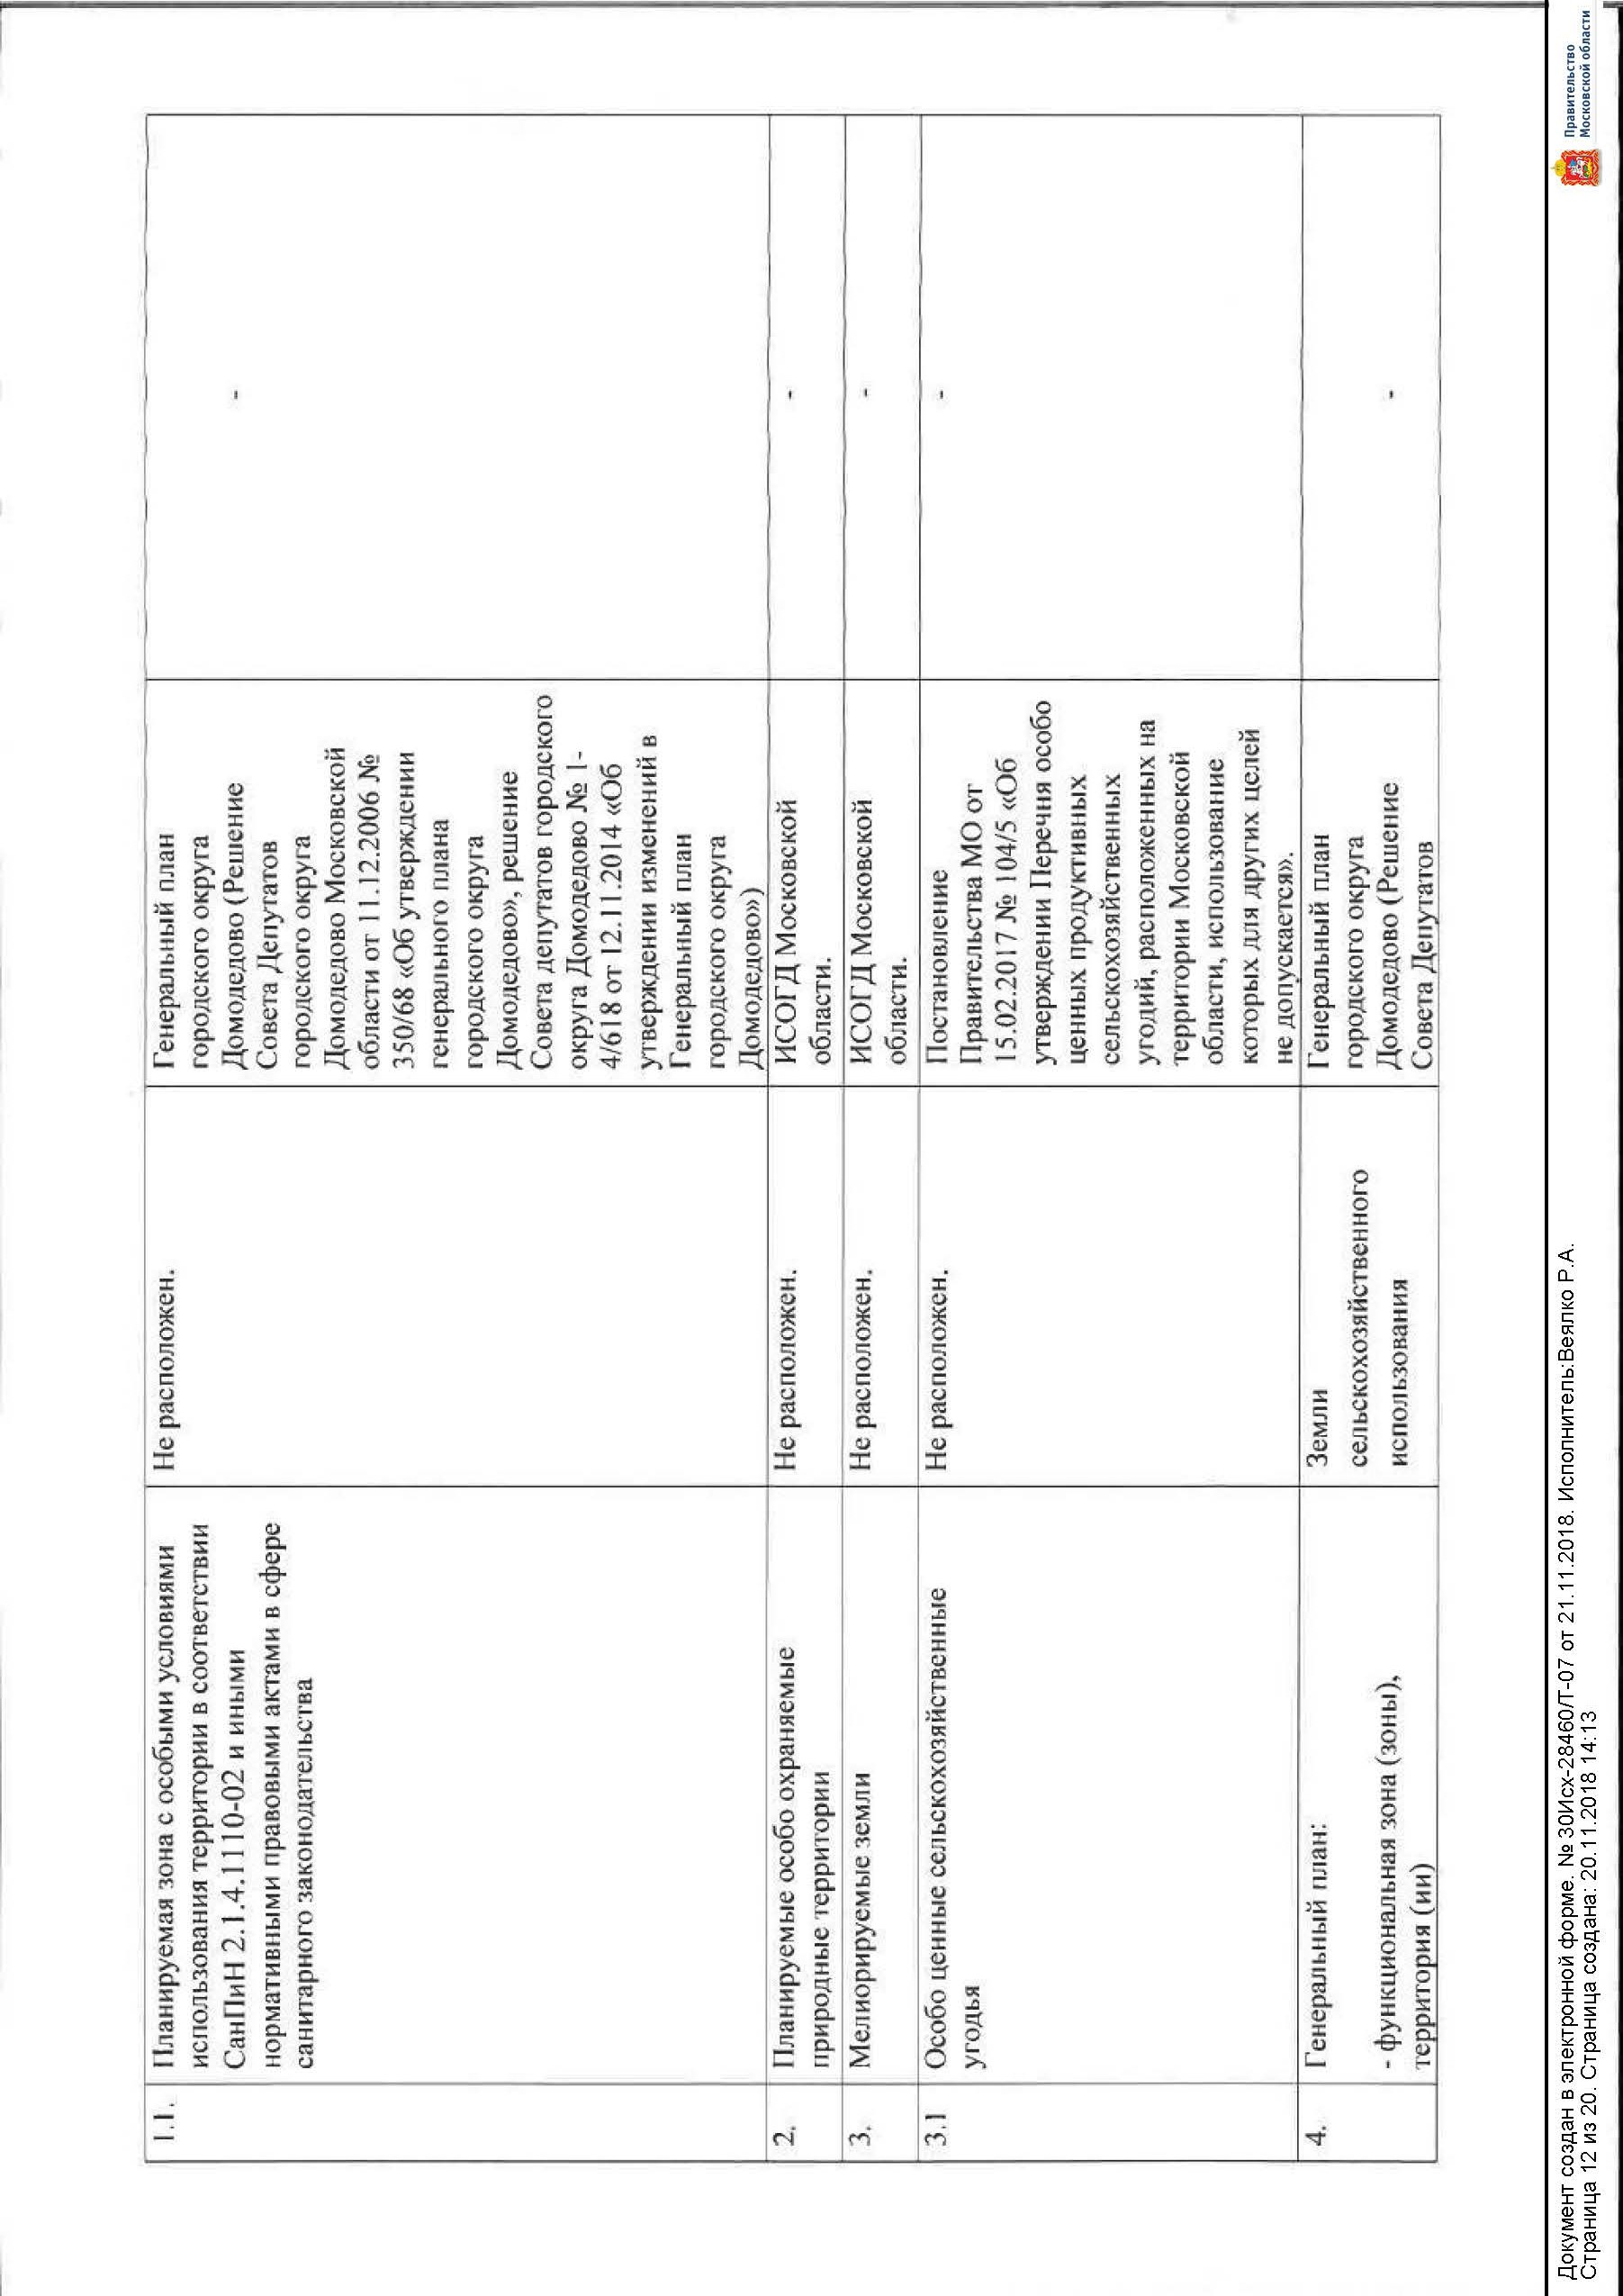 1.1.
Планируемая зона с особыми условиями
использования территории в соответствии
СанПиН 2.1.4.1110-02 и иными
нормативными правовыми актами в сфере
санитарного законодательства
Не расположен.
Генеральный план
городского округа
Домодедово (Решение
Совета Депутатов
городского округа
Домодедово Московской
области от 11.12.2006 №
350/68 «Об утверждении
генерального плана
городского округа
Домодедово», решение
Совета депутатов городского
округа Домодедово № 1-
4/618 от 12.11.2014 «Об
утверждении изменений в
Генеральный план
городского округа
Домодедово»)
-
2.
Планируемые особо охраняемые
природные территории
Не расположен.
ИСОГД Московской
области.
-
3.
Мелиорируемые земли
Не расположен.
ИСОГД Московской
области.
-
3.1
Особо ценные сельскохозяйственные
угодья
Не расположен.
Постановление
Правительства МО от
15.02.2017 № 104/5 «Об
утверждении Перечня особо
ценных продуктивных
сельскохозяйственных
угодий, расположенных на
территории Московской
области, использование
которых для других целей
не допускается».
-
4.
Генеральный план:
- функциональная зона (зоны),
территория (ии)
Земли
сельскохозяйственного
использования
Генеральный план
городского округа
Домодедово (Решение
Совета Депутатов
-
Документ создан в электронной форме. № 30Исх-28460/Т-07 от 21.11.2018. Исполнитель:Веялко Р.А.
Страница 12 из 20. Страница создана: 20.11.2018 14:13
Правительство
Московской области